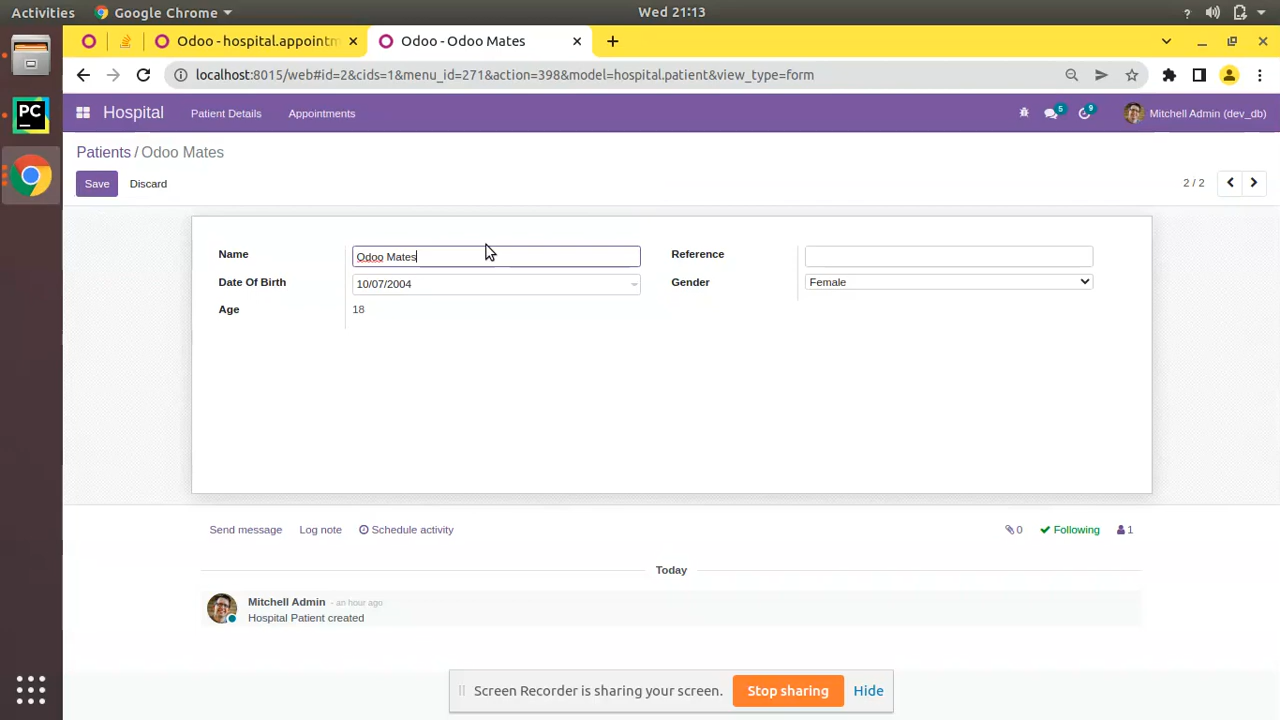 Activities
Google Chrome
Wed 21:13
Odoo - hospital.appointm
Odoo - Odoo Mates
localhost:8015/web#id=2&cids=1&menu_id=271&action=398&model=hospital.patient&view_type=form
PC
Hospital
Patient Details
Appointments
5
9
Mitchell Admin (dev_db)
Patients / Odoo Mates
Save
Discard
2 / 2
Name
Odoo Mates
Reference
Date Of Birth
10/07/2004
Gender
Female
Age
18
Send message
Log note
Schedule activity
0
Following
1
Today
Mitchell Admin - an hour ago
Hospital Patient created
Screen Recorder is sharing your screen.
Stop sharing
Hide